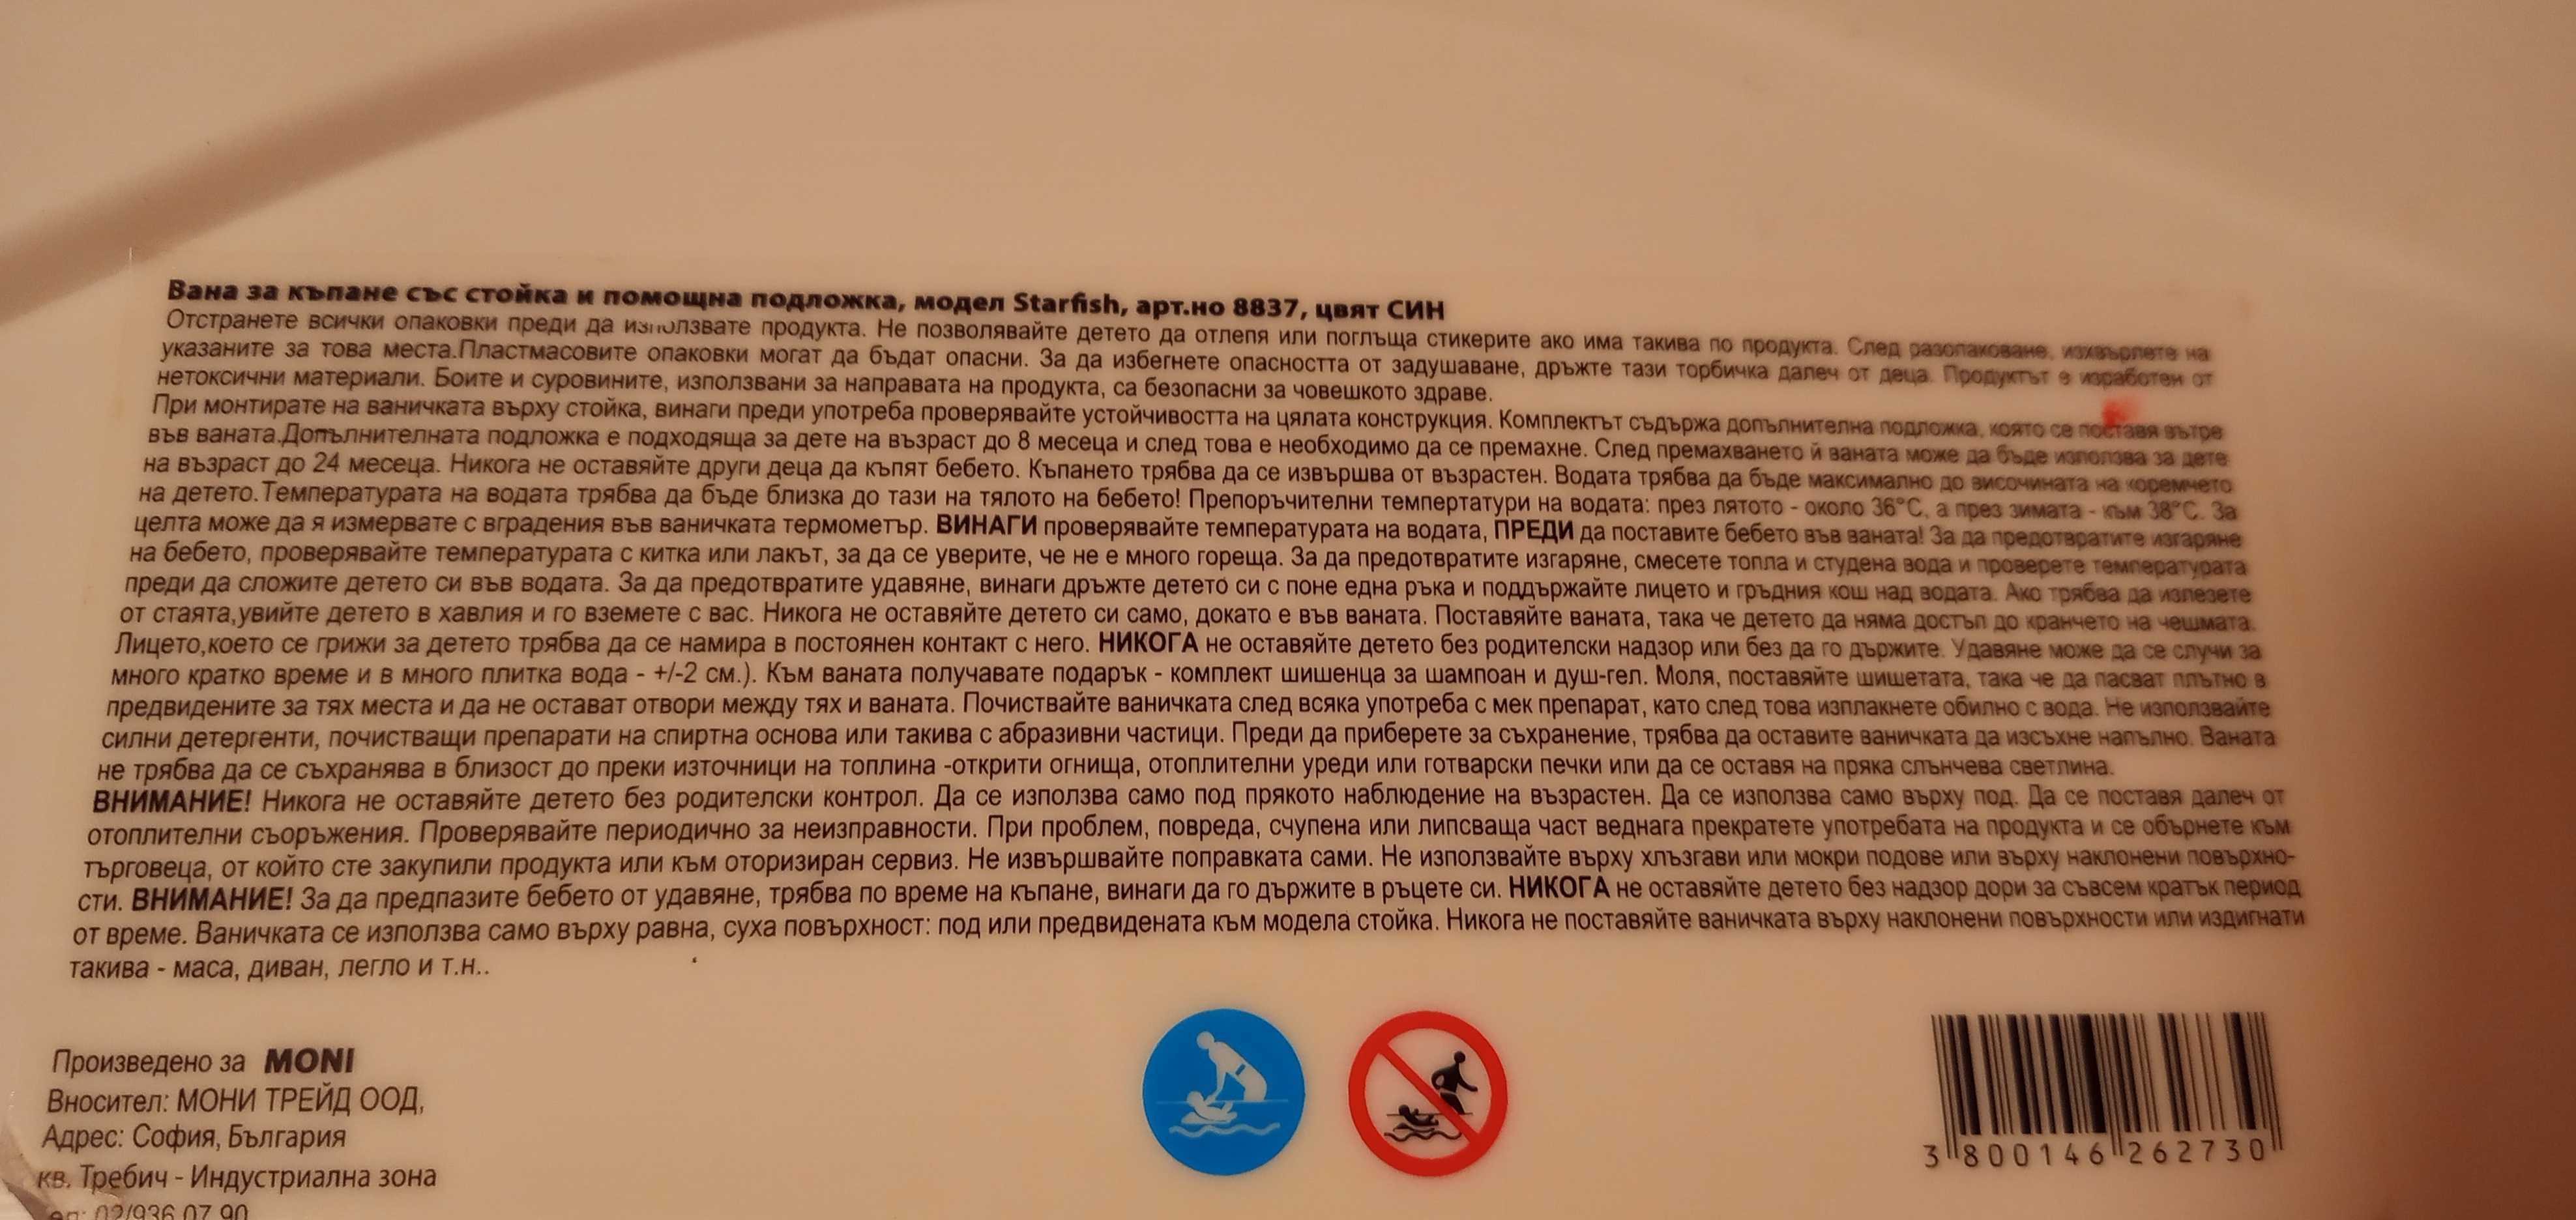 Вана за къпане със стойка и помощна подложка, модел Starfish, арт.но 8837, цвят СИН
Отстранете всички опаковки преди да използвате продукта. Не позволявайте детето да отлепя или поглъща стикерите ако има такива по продукта. След разопаковане, изхвърлете на
указаните за това места.Пластмасовите опаковки могат да бъдат опасни. За да избегнете опасността от задушаване, дръжте тази торбичка далеч от деца. Продуктът е изработен от
нетоксични материали. Боите и суровините, използвани за направата на продукта, са безопасни за човешкото здраве.
При монтирате на ваничката върху стойка, винаги преди употреба проверявайте устойчивостта на цялата конструкция. Комплектът съдържа допълнителна подложка, която се поставя вътре
във ваната.Допълнителната подложка е подходяща за дете на възраст до 8 месеца и след това е необходимо да се премахне. След премахването й ваната може да бъде използва за дете
на възраст до 24 месеца. Никога не оставяйте други деца да къпят бебето. Къпането трябва да се извършва от възрастен. Водата трябва да бъде максимално до височината на коремчето
на детето.Температурата на водата трябва да бъде близка до тази на тялото на бебето! Препоръчителни темпертатури на водата: през лятото - около 36°C, а през зимата - към 38°C. За
целта може да я измервате с вградения във ваничката термометър. ВИНАГИ проверявайте температурата на водата, ПРЕДИ да поставите бебето във ваната! За да предотвратите изгаряне
на бебето, проверявайте температурата с китка или лакът, за да се уверите, че не е много гореща. За да предотвратите изгаряне, смесете топла и студена вода и проверете температурата
преди да сложите детето си във водата. За да предотвратите удавяне, винаги дръжте детето си с поне една ръка и поддържайте лицето и гръдния кош над водата. Ако трябва да излезете
от стаята,увийте детето в хавлия и го вземете с вас. Никога не оставяйте детето си само, докато е във ваната. Поставяйте ваната, така че детето да няма достъп до кранчето на чешмата.
Лицето,което се грижи за детето трябва да се намира в постоянен контакт с него. НИКОГА не оставяйте детето без родителски надзор или без да го държите. Удавяне може да се случи за
много кратко време и в много плитка вода - +/-2 см.). Към ваната получавате подарък - комплект шишенца за шампоан и душ-гел. Моля, поставяйте шишетата, така че да пасват плътно в
предвидените за тях места и да не остават отвори между тях и ваната. Почиствайте ваничката след всяка употреба с мек препарат, като след това изплакнете обилно с вода. Не използвайте
силни детергенти, почистващи препарати на спиртна основа или такива с абразивни частици. Преди да приберете за съхранение, трябва да оставите ваничката да изсъхне напълно. Ваната
не трябва да се съхранява в близост до преки източници на топлина -открити огнища, отоплителни уреди или готварски печки или да се оставя на пряка слънчева светлина.
ВНИМАНИЕ! Никога не оставяйте детето без родителски контрол. Да се използва само под прякото наблюдение на възрастен. Да се използва само върху под. Да се поставя далеч от
отоплителни съоръжения. Проверявайте периодично за неизправности. При проблем, повреда, счупена или липсваща част веднага прекратете употребата на продукта и се обърнете към
търговеца, от който сте закупили продукта или към оторизиран сервиз. Не извършвайте поправката сами. Не използвайте върху хлъзгави или мокри подове или върху наклонени повърхно-
сти. ВНИМАНИЕ! За да предпазите бебето от удавяне, трябва по време на къпане, винаги да го държите в ръцете си. НИКОГА не оставяйте детето без надзор дори за съвсем кратък период
от време. Ваничката се използва само върху равна, суха повърхност: под или предвидената към модела стойка. Никога не поставяйте ваничката върху наклонени повърхности или издигнати
такива - маса, диван, легло и т.н..
Произведено за MONI
Вносител: МОНИ ТРЕЙД ООД,
Адрес: София, България
кв. Требич - Индустриална зона
02/936 07 90
3 800146 262730